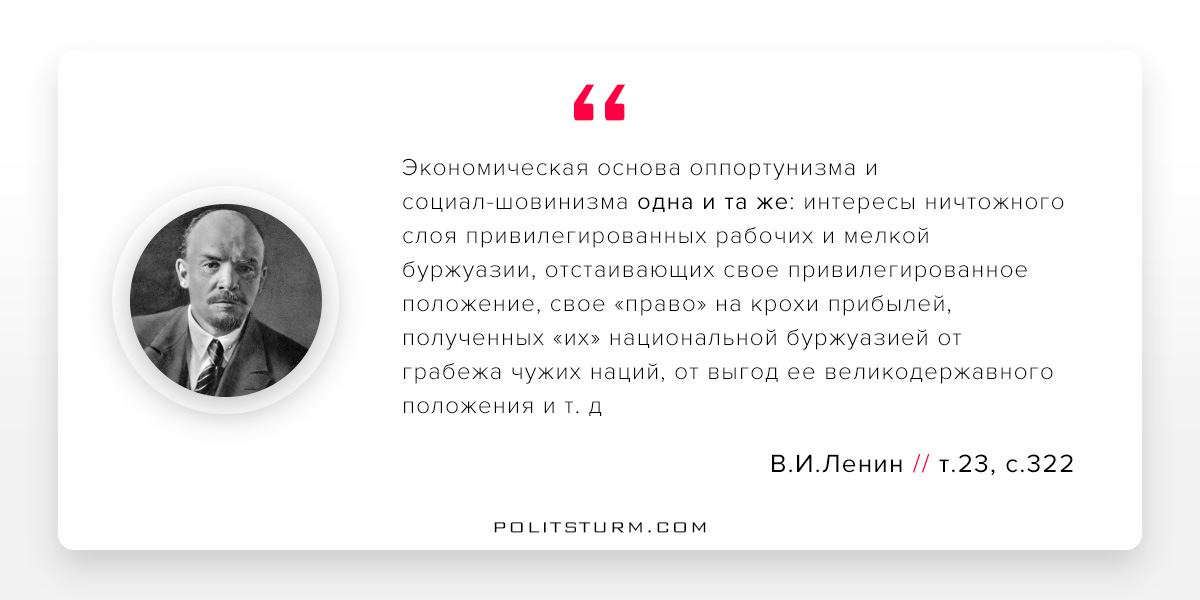 “
Экономическая основа оппортунизма и
социал-шовинизма одна и та же: интересы ничтожного
слоя привилегированных рабочих и мелкой
буржуазии, отстаивающих свое привилегированное
положение, свое «право» на крохи прибылей,
полученных «их» национальной буржуазией от
грабежа чужих наций, от выгод ее великодержавного
положения и т. д
В.И.Ленин // т.23, с.322
POLITSTURM.COM